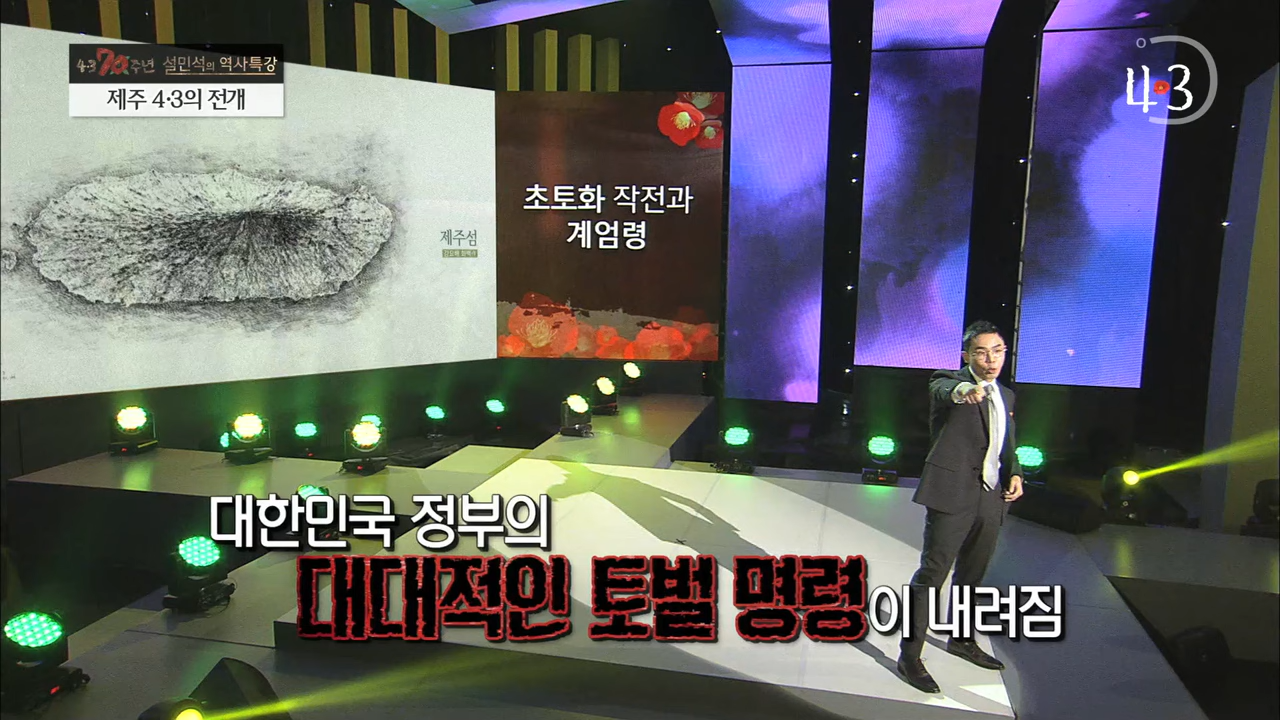 4·3 70주년 설민석의 역사특강
제주 4·3의 전개
4·3
초토화 작전과
계엄령
제주섬
대한민국 정부의
대대적인 토벌 명령이 내려짐